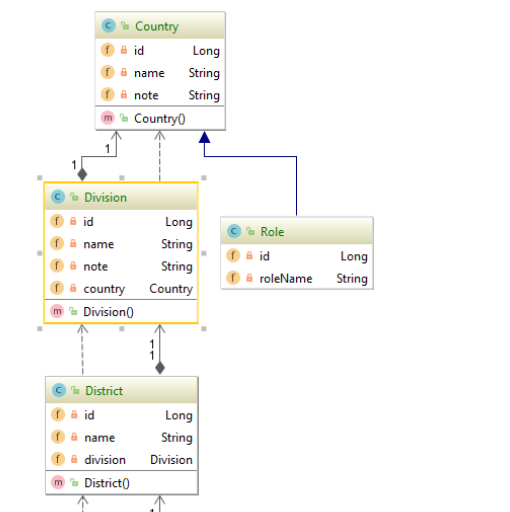 C Country
f id Long
f name String
f note String
m Country()
1
1
C Division
f id Long
f name String
f note String
f country Country
m Division()
C Role
f id Long
f roleName String
1
1
C District
f id Long
f name String
f division Division
m District()
1